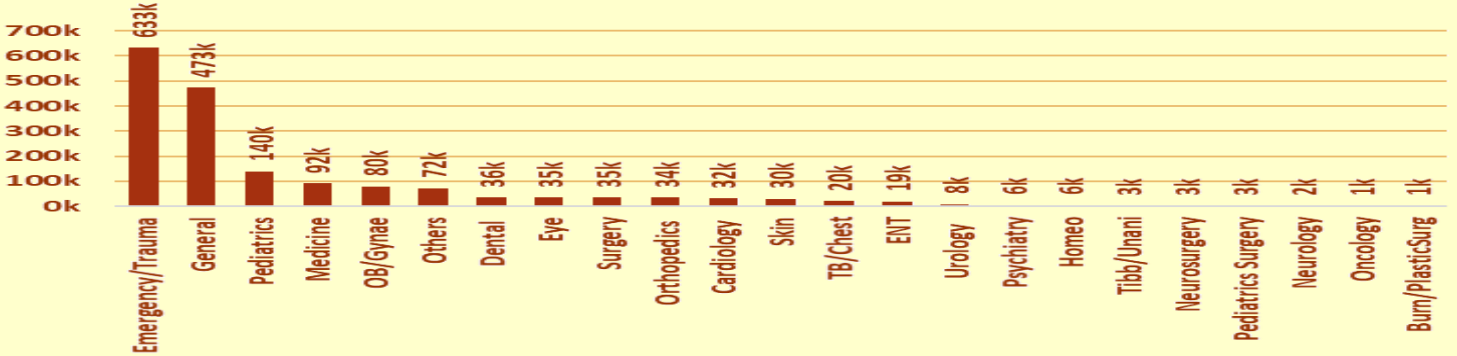 700k
600k
500k
400k
300k
200k
100k
0k
633k
473k
140k
92k
80k
72k
36k
35k
35k
34k
32k
30k
20k
19k
8k
6k
6k
3k
3k
3k
2k
1k
1k
Emergency/Trauma
General
Pediatrics
Medicine
OB/Gynae
Others
Dental
Eye
Surgery
Orthopedics
Cardiology
Skin
TB/Chest
ENT
Urology
Psychiatry
Homeo
Tibb/Unani
Neurosurgery
Pediatrics Surgery
Neurology
Oncology
Burn/PlasticSurg